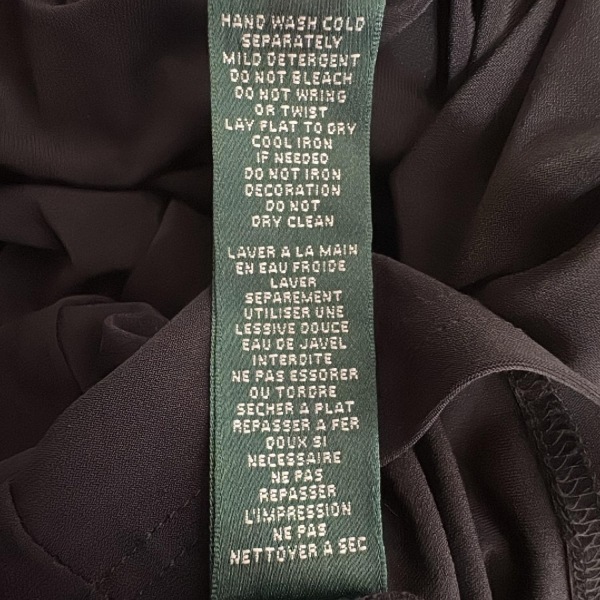 HAND WASH COLD
SEPARATELY
MILD DETERGENT
DO NOT BLEACH
DO NOT WRING
OR TWIST
LAY FLAT TO DRY
COOL IRON
IF NEEDED
DO NOT IRON
DECORATION
DO NOT
DRY CLEAN
LAVER A LA MAIN
EN EAU FROIDE
LAVER
SEPAREMENT
UTILISER UNE
LESSIVE DOUCE
EAU DE JAVEL
INTERDITE
NE PAS ESSORER
OU TORDRE
SECHER A PLAT
REPASSER A FER
DOUX SI
NECESSAIRE
NE PAS
REPASSER
L'IMPRESSION
NE PAS
NETTOYER A SEC